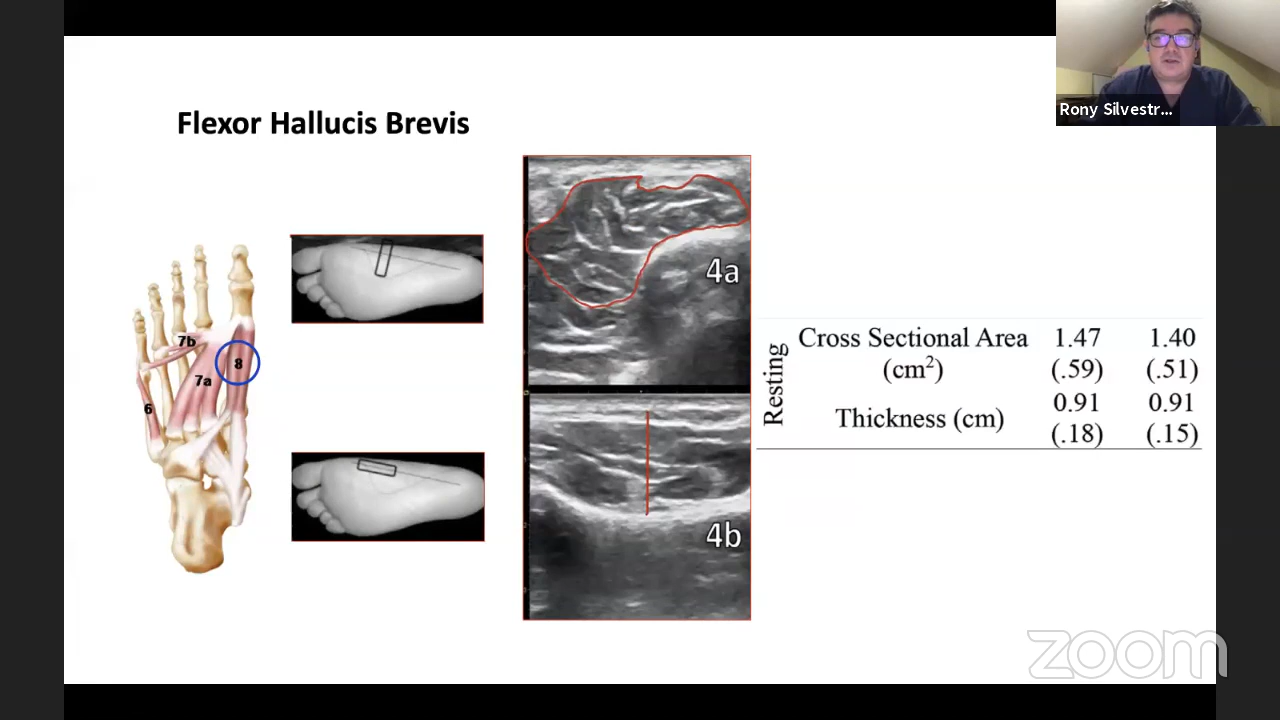 Rony Silvestr...
Flexor Hallucis Brevis
7b
8
7a
6
4a
4b
Resting
Cross Sectional Area 1.47 1.40
(cm²) (.59) (.51)
Thickness (cm) 0.91 0.91
(.18) (.15)
zoom